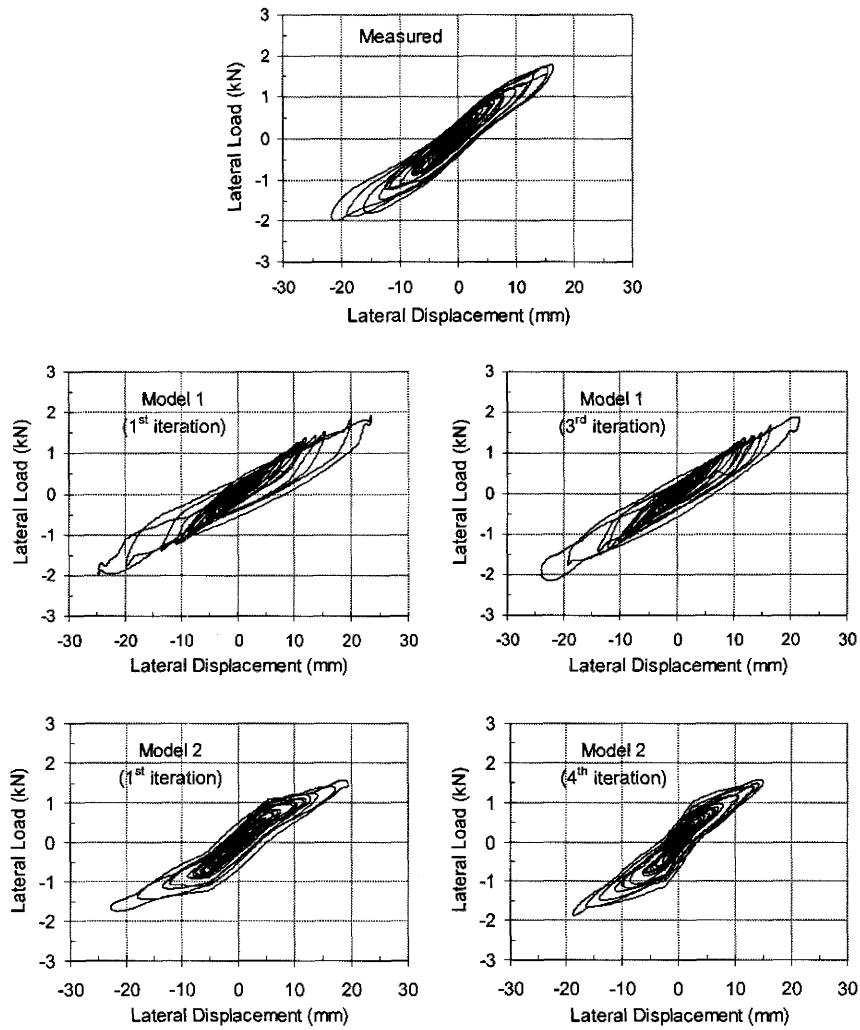 Measured
Lateral Load (kN)
3
2
1
0
-1
-2
-3
-30 -20 -10 0 10 20 30
Lateral Displacement (mm)
Model 1
(1st iteration)
Lateral Load (kN)
3
2
1
0
-1
-2
-3
-30 -20 -10 0 10 20 30
Lateral Displacement (mm)
Model 1
(3rd iteration)
Lateral Load (kN)
3
2
1
0
-1
-2
-3
-30 -20 -10 0 10 20 30
Lateral Displacement (mm)
Model 2
(1st iteration)
Lateral Load (kN)
3
2
1
0
-1
-2
-3
-30 -20 -10 0 10 20 30
Lateral Displacement (mm)
Model 2
(4th iteration)
Lateral Load (kN)
3
2
1
0
-1
-2
-3
-30 -20 -10 0 10 20 30
Lateral Displacement (mm)